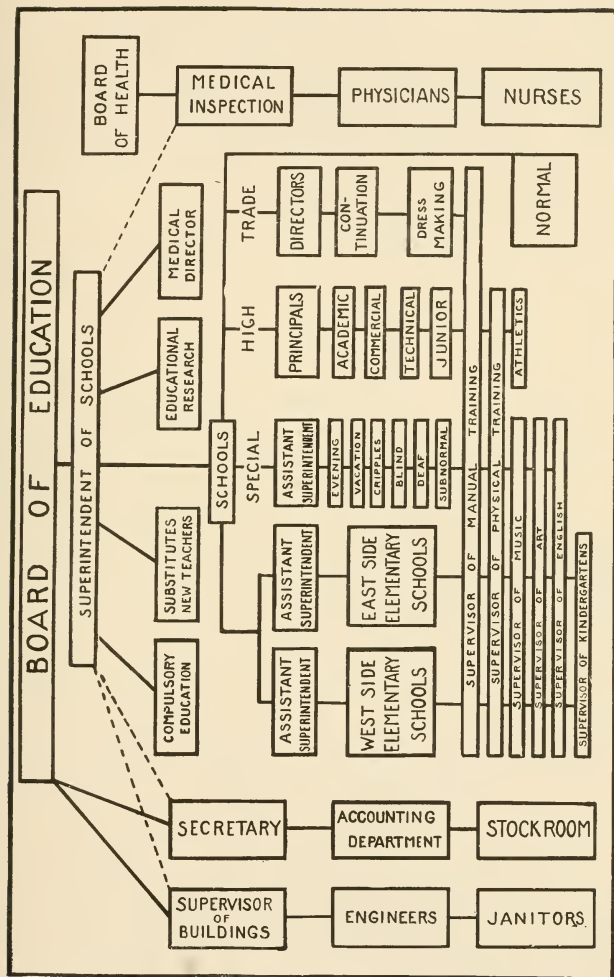 BOARD OF EDUCATION
SUPERINTENDENT OF SCHOOLS
BOARD
OF HEALTH
SUPERVISOR
OF
BUILDINGS
ENGINEERS
JANITORS
SECRETARY
ACCOUNTING
DEPARTMENT
STOCKROOM
COMPULSORY
EDUCATION
SUBSTITUTES
NEW TEACHERS
EDUCATIONAL
RESEARCH
MEDICAL
DIRECTOR
MEDICAL
INSPECTION
PHYSICIANS
NURSES
SCHOOLS
ASSISTANT
SUPERINTENDENT
WEST SIDE
ELEMENTARY
SCHOOLS
ASSISTANT
SUPERINTENDENT
EAST SIDE
ELEMENTARY
SCHOOLS
SPECIAL
ASSISTANT
SUPERINTENDENT
EVENING
VACATION
CRIPPLES
BLIND
DEAF
SUBNORMAL
HIGH
PRINCIPALS
ACADEMIC
COMMERCIAL
TECHNICAL
JUNIOR
TRADE
DIRECTORS
CON-
TINUATION
DRESS
MAKING
SUPERVISOR OF MANUAL TRAINING
SUPERVISOR OF PHYSICAL TRAINING
SUPERVISOR OF MUSIC
ATHLETICS
SUPERVISOR OF ART
SUPERVISOR OF ENGLISH
SUPERVISOR OF KINDERGARTENS
NORMAL